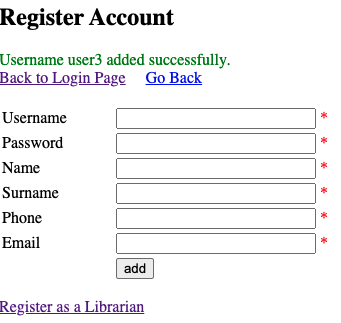 Register Account
Username user3 added successfully.
Back to Login Page Go Back
Username *
Password *
Name *
Surname *
Phone *
Email *
add
Register as a Librarian